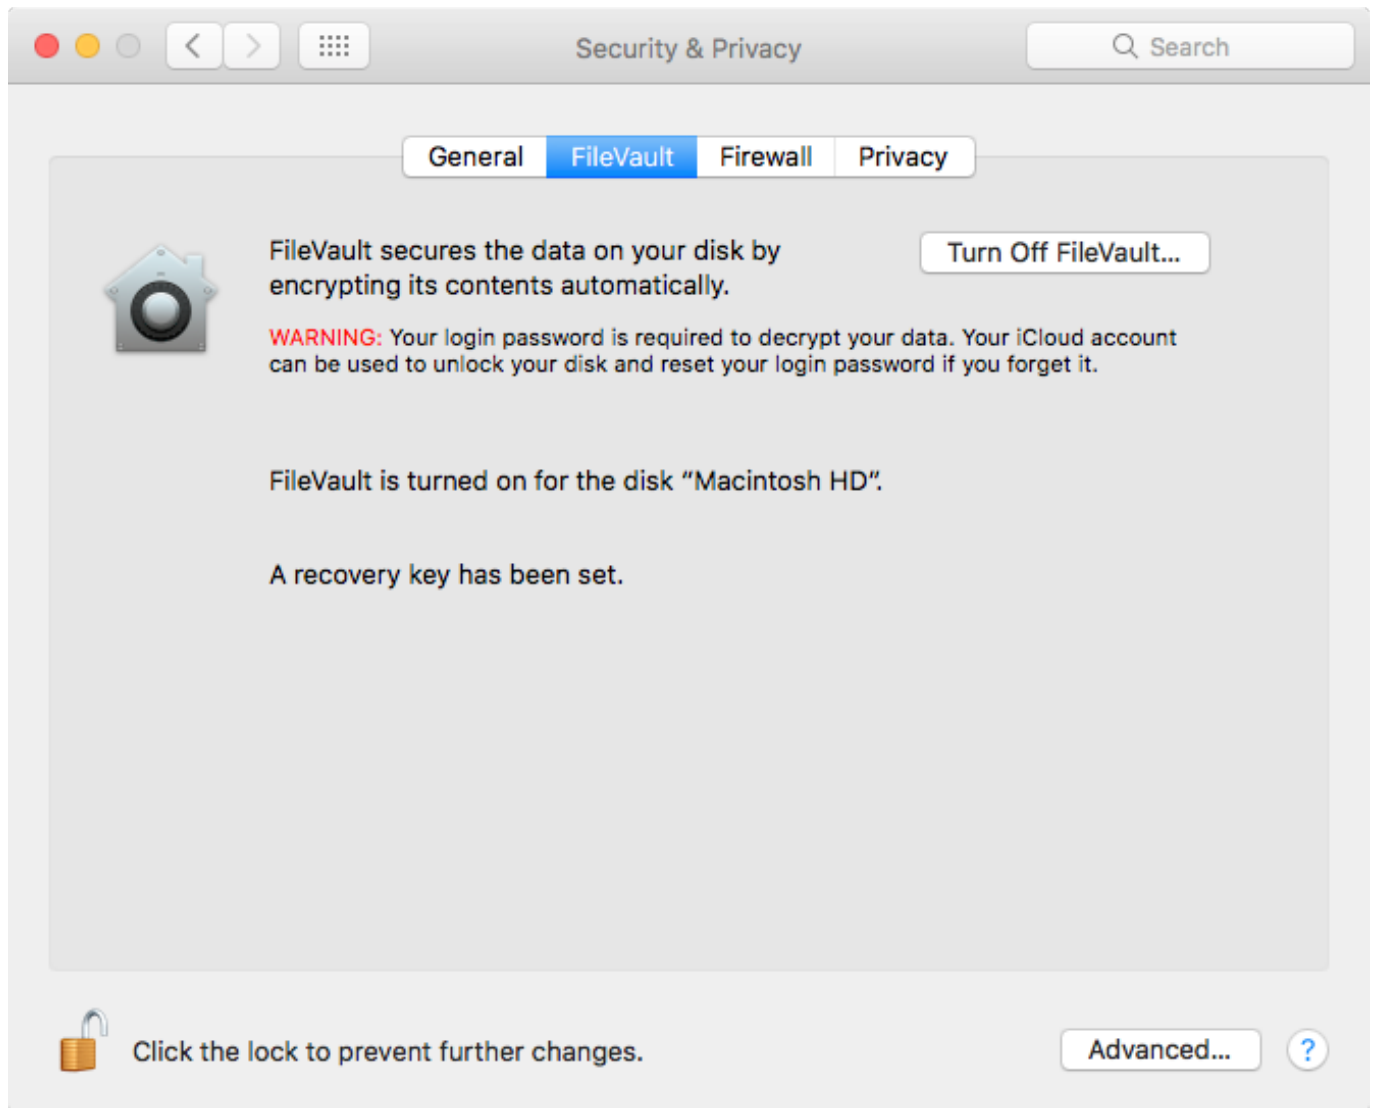 Security & Privacy
Search
General
FileVault
Firewall
Privacy
FileVault secures the data on your disk by
encrypting its contents automatically.
Turn Off FileVault...
WARNING: Your login password is required to decrypt your data. Your iCloud account
can be used to unlock your disk and reset your login password if you forget it.
FileVault is turned on for the disk “Macintosh HD”.
A recovery key has been set.
Click the lock to prevent further changes.
Advanced...
?